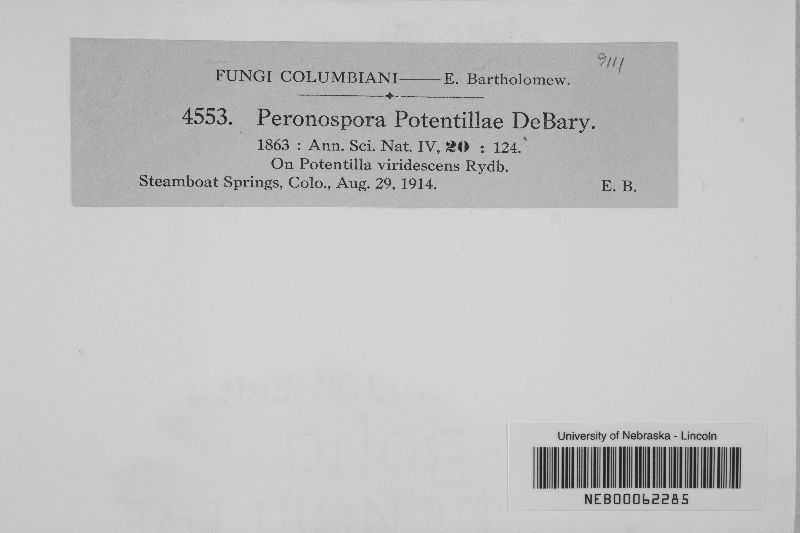 9111
FUNGI COLUMBIANI——E. Bartholomew.
4553. Peronospora Potentillae DeBary.
1863 : Ann. Sci. Nat. IV, 20 : 124.
On Potentilla viridescens Rydb.
Steamboat Springs, Colo., Aug. 29, 1914. E. B.
University of Nebraska - Lincoln
NEB00062285